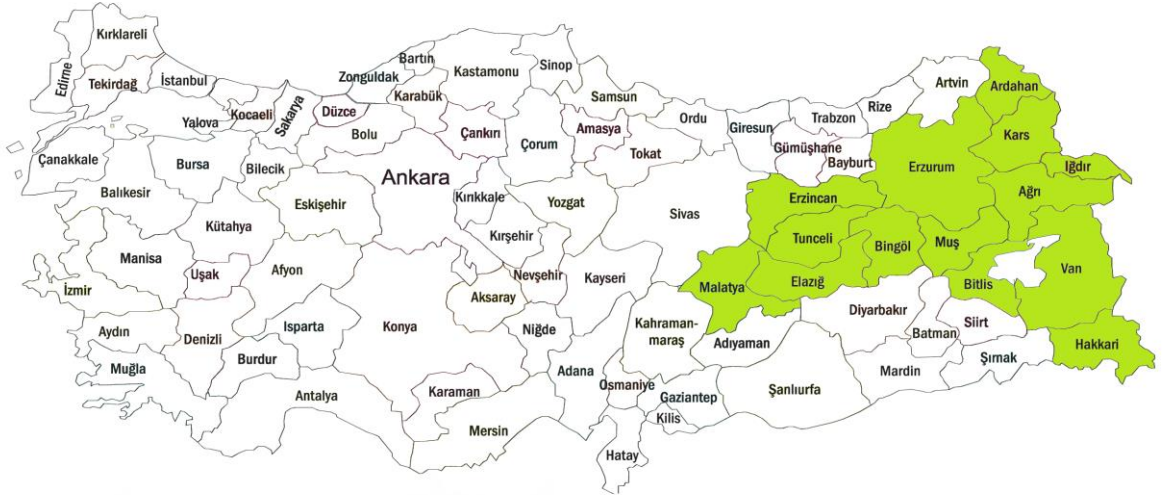 Kırklareli
Edirne
Tekirdağ
İstanbul
Kocaeli
Yalova
Sakarya
Düzce
Zonguldak
Bartın
Karabük
Kastamonu
Sinop
Samsun
Ordu
Giresun
Trabzon
Rize
Artvin
Ardahan
Kars
Iğdır
Ağrı
Erzurum
Bayburt
Gümüşhane
Çanakkale
Balıkesir
Bursa
Bilecik
Bolu
Çankırı
Çorum
Amasya
Tokat
Ankara
Kırıkkale
Yozgat
Sivas
Erzincan
Tunceli
Bingöl
Muş
Van
Bitlis
Elazığ
Malatya
Eskişehir
Kütahya
Kırşehir
Manisa
Uşak
Afyon
Nevşehir
Kayseri
Aksaray
İzmir
Aydın
Denizli
Isparta
Konya
Niğde
Kahraman-
maraş
Adıyaman
Diyarbakır
Batman
Siirt
Şırnak
Hakkari
Muğla
Burdur
Antalya
Karaman
Mersin
Adana
Osmaniye
Gaziantep
Kilis
Hatay
Şanlıurfa
Mardin